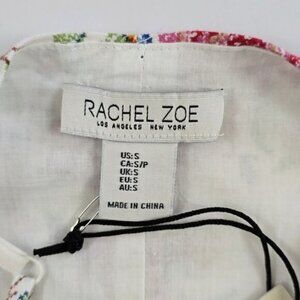 RACHEL ZOE
LOS ANGELES NEW YORK
US:S
CA:S/P
UK:S
EU:S
AU:S
MADE IN CHINA